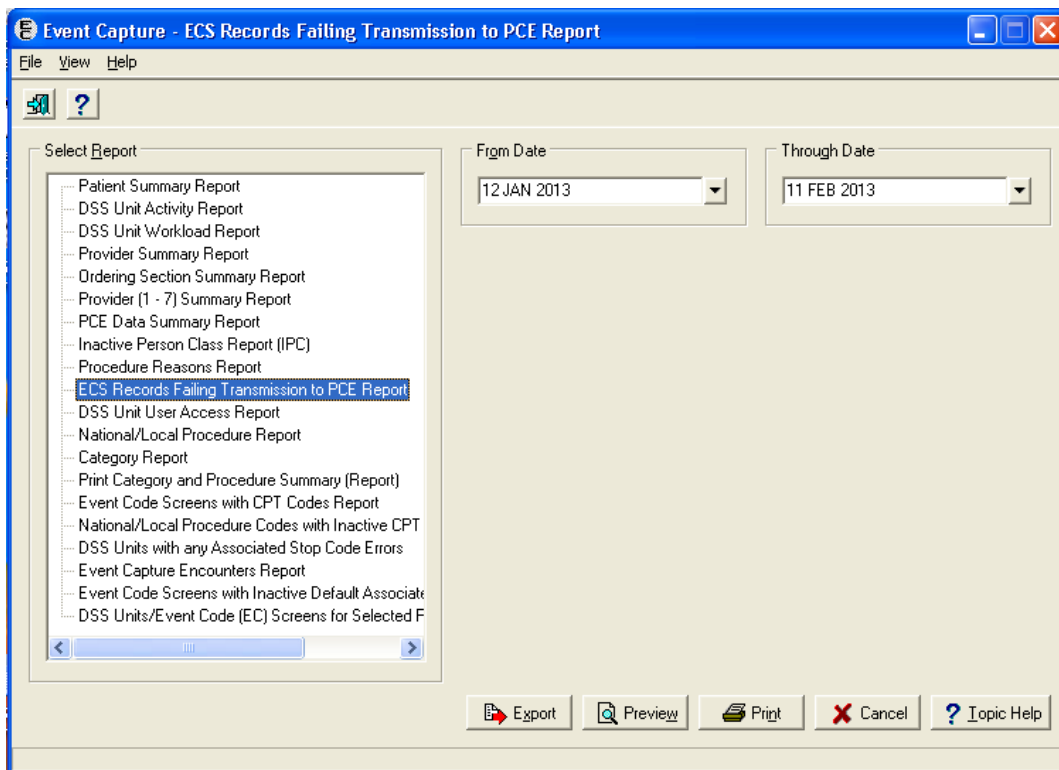 Event Capture - ECS Records Failing Transmission to PCE Report
File View Help
Select Report
Patient Summary Report
DSS Unit Activity Report
DSS Unit Workload Report
Provider Summary Report
Ordering Section Summary Report
Provider (1 - 7) Summary Report
PCE Data Summary Report
Inactive Person Class Report (IPC)
Procedure Reasons Report
ECS Records Failing Transmission to PCE Report
DSS Unit User Access Report
National/Local Procedure Report
Category Report
Print Category and Procedure Summary (Report)
Event Code Screens with CPT Codes Report
National/Local Procedure Codes with Inactive CPT
DSS Units with any Associated Stop Code Errors
Event Capture Encounters Report
Event Code Screens with Inactive Default Associate
DSS Units/Event Code (EC) Screens for Selected F
From Date
12 JAN 2013
Through Date
11 FEB 2013
Export Preview Print Cancel Topic Help